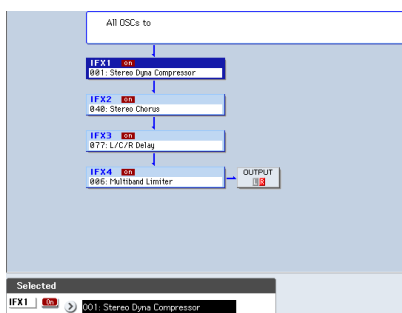 All OSCs to
IFX1 on
001: Stereo Dyna Compressor
IFX2 on
040: Stereo Chorus
IFX3 on
077: L/C/R Delay
IFX4 on
006: Multiband Limiter
OUTPUT
L R
Selected
IFX1 On 001: Stereo Dyna Compressor